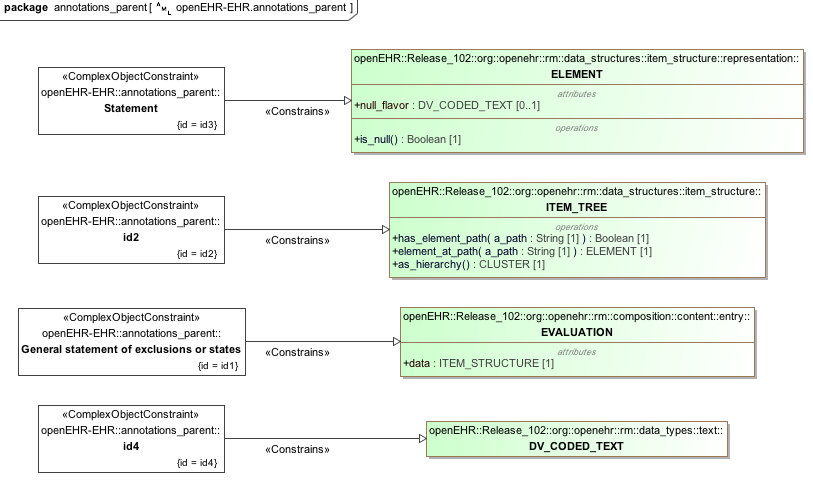 package annotations_parent [ AML openEHR-EHR.annotations_parent ]
«ComplexObjectConstraint»
openEHR-EHR::annotations_parent::
Statement
{id = id3}
«Constrains»
openEHR::Release_102::org::openehr::rm::data_structures::item_structure::representation::
ELEMENT
attributes
+null_flavor : DV_CODED_TEXT [0..1]
operations
+is_null() : Boolean [1]
«ComplexObjectConstraint»
openEHR-EHR::annotations_parent::
id2
{id = id2}
«Constrains»
openEHR::Release_102::org::openehr::rm::data_structures::item_structure::
ITEM_TREE
operations
+has_element_path( a_path : String [1] ) : Boolean [1]
+element_at_path( a_path : String [1] ) : ELEMENT [1]
+as_hierarchy() : CLUSTER [1]
«ComplexObjectConstraint»
openEHR-EHR::annotations_parent::
General statement of exclusions or states
{id = id1}
«Constrains»
openEHR::Release_102::org::openehr::rm::composition::content::entry::
EVALUATION
attributes
+data : ITEM_STRUCTURE [1]
«ComplexObjectConstraint»
openEHR-EHR::annotations_parent::
id4
{id = id4}
«Constrains»
openEHR::Release_102::org::openehr::rm::data_types::text::
DV_CODED_TEXT